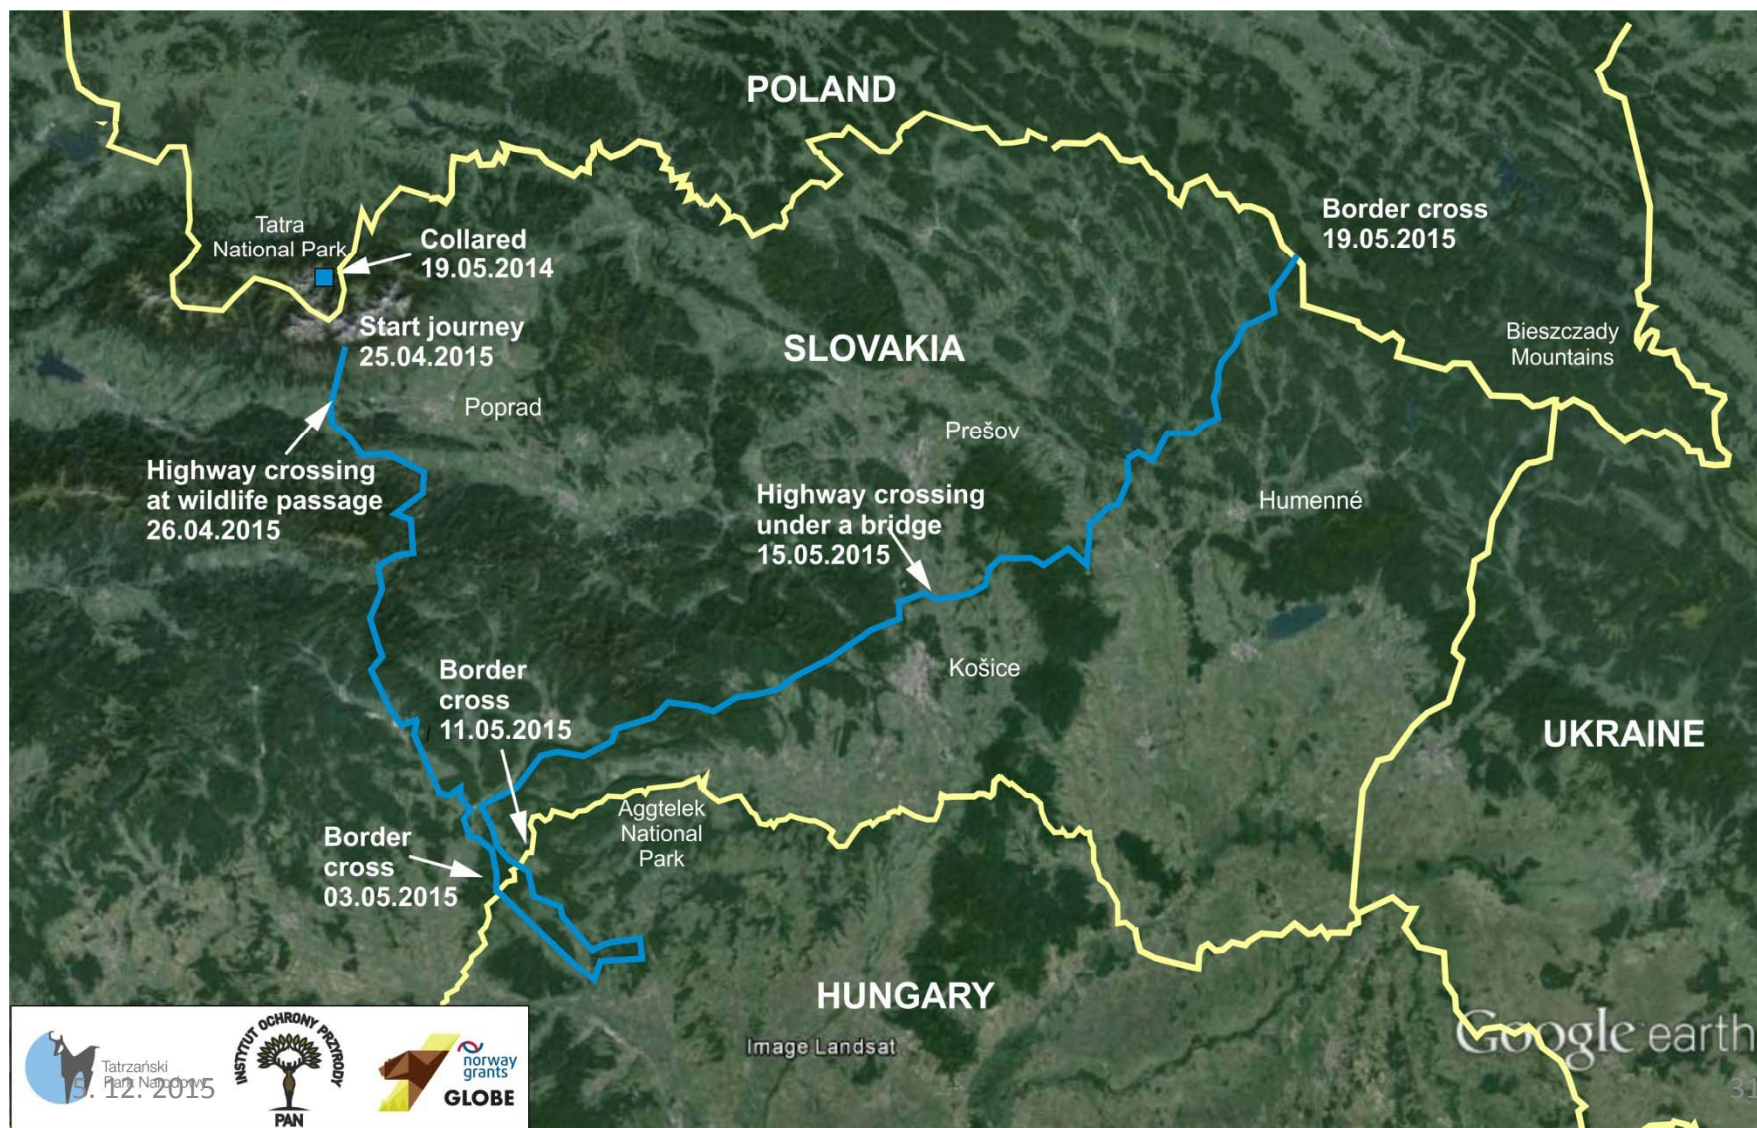 POLAND
Border cross
19.05.2015
Tatra
National Park
Collared
19.05.2014
Start journey
25.04.2015
SLOVAKIA
Bieszczady
Mountains
Poprad
Prešov
Highway crossing
at wildlife passage
26.04.2015
Highway crossing
under a bridge
15.05.2015
Humenné
Košice
Border
cross
11.05.2015
UKRAINE
Aggtelek
National
Park
Border
cross
03.05.2015
HUNGARY
Image Landsat
Google earth
Tatrzański
Park Narodowy
5. 12. 2015
INSTYTUT OCHRONY PRZYRODY
PAN
norway
grants
GLOBE
31